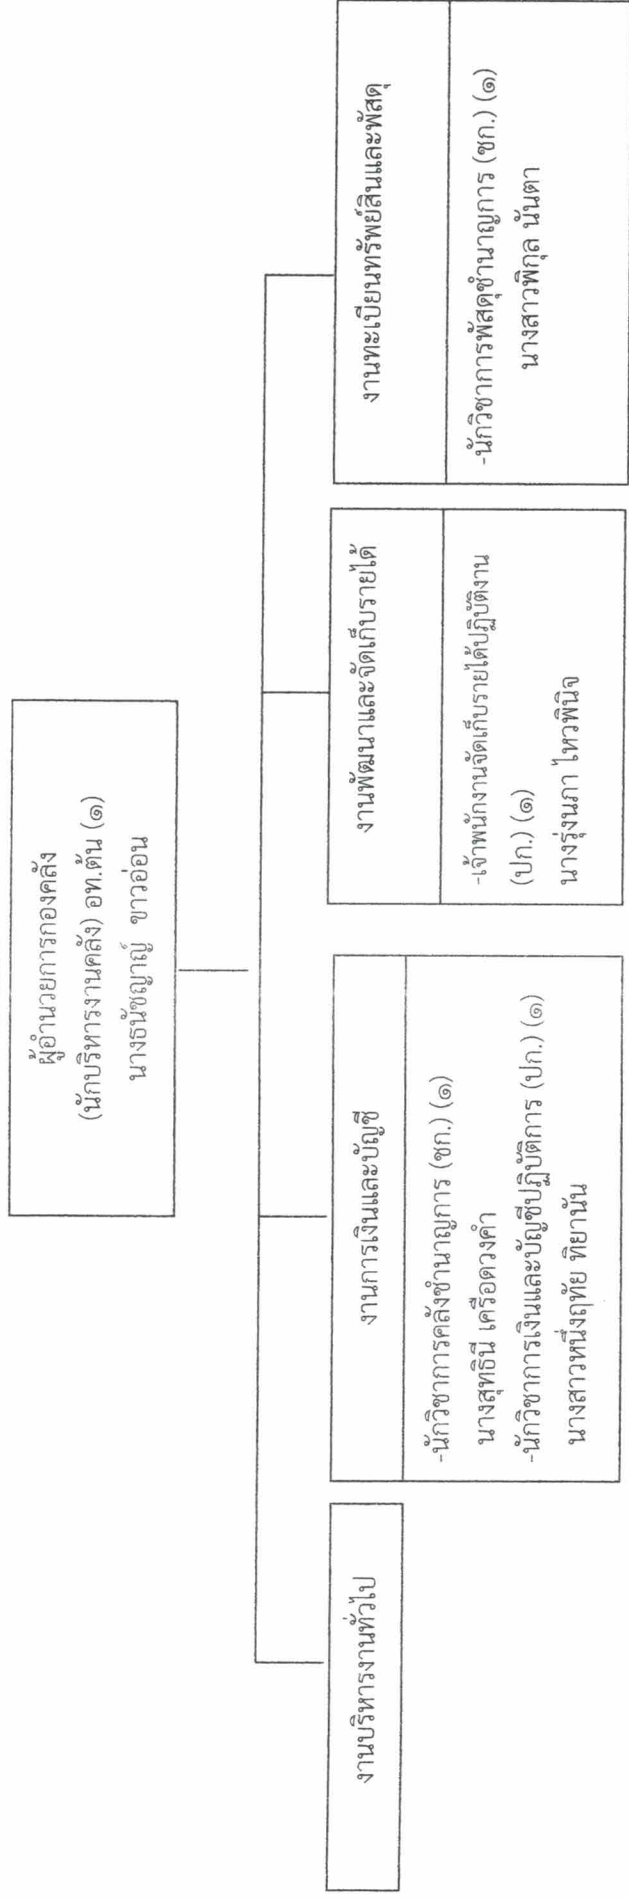 ผู้อำนวยการกองคลัง
(นักบริหารงานคลัง) อท.ต้น (๑)
นางธนัชญาญ์ ขาวอ่อน
งานบริหารงานทั่วไป
งานการเงินและบัญชี
-นักวิชาการคลังชำนาญการ (ชก.) (๑)
นางสุทธินี เครือดวงคำ
-นักวิชาการเงินและบัญชีปฏิบัติการ (ปก.) (๑)
นางสาวหนึ่งฤทัย ทิยานัน
งานพัฒนาและจัดเก็บรายได้
-เจ้าพนักงานจัดเก็บรายได้ปฏิบัติงาน
(ปก.) (๑)
นางรุ่งนภา ไหวพินิจ
งานทะเบียนทรัพย์สินและพัสดุ
-นักวิชาการพัสดุชำนาญการ (ชก.) (๑)
นางสาวพิกุล นันตา